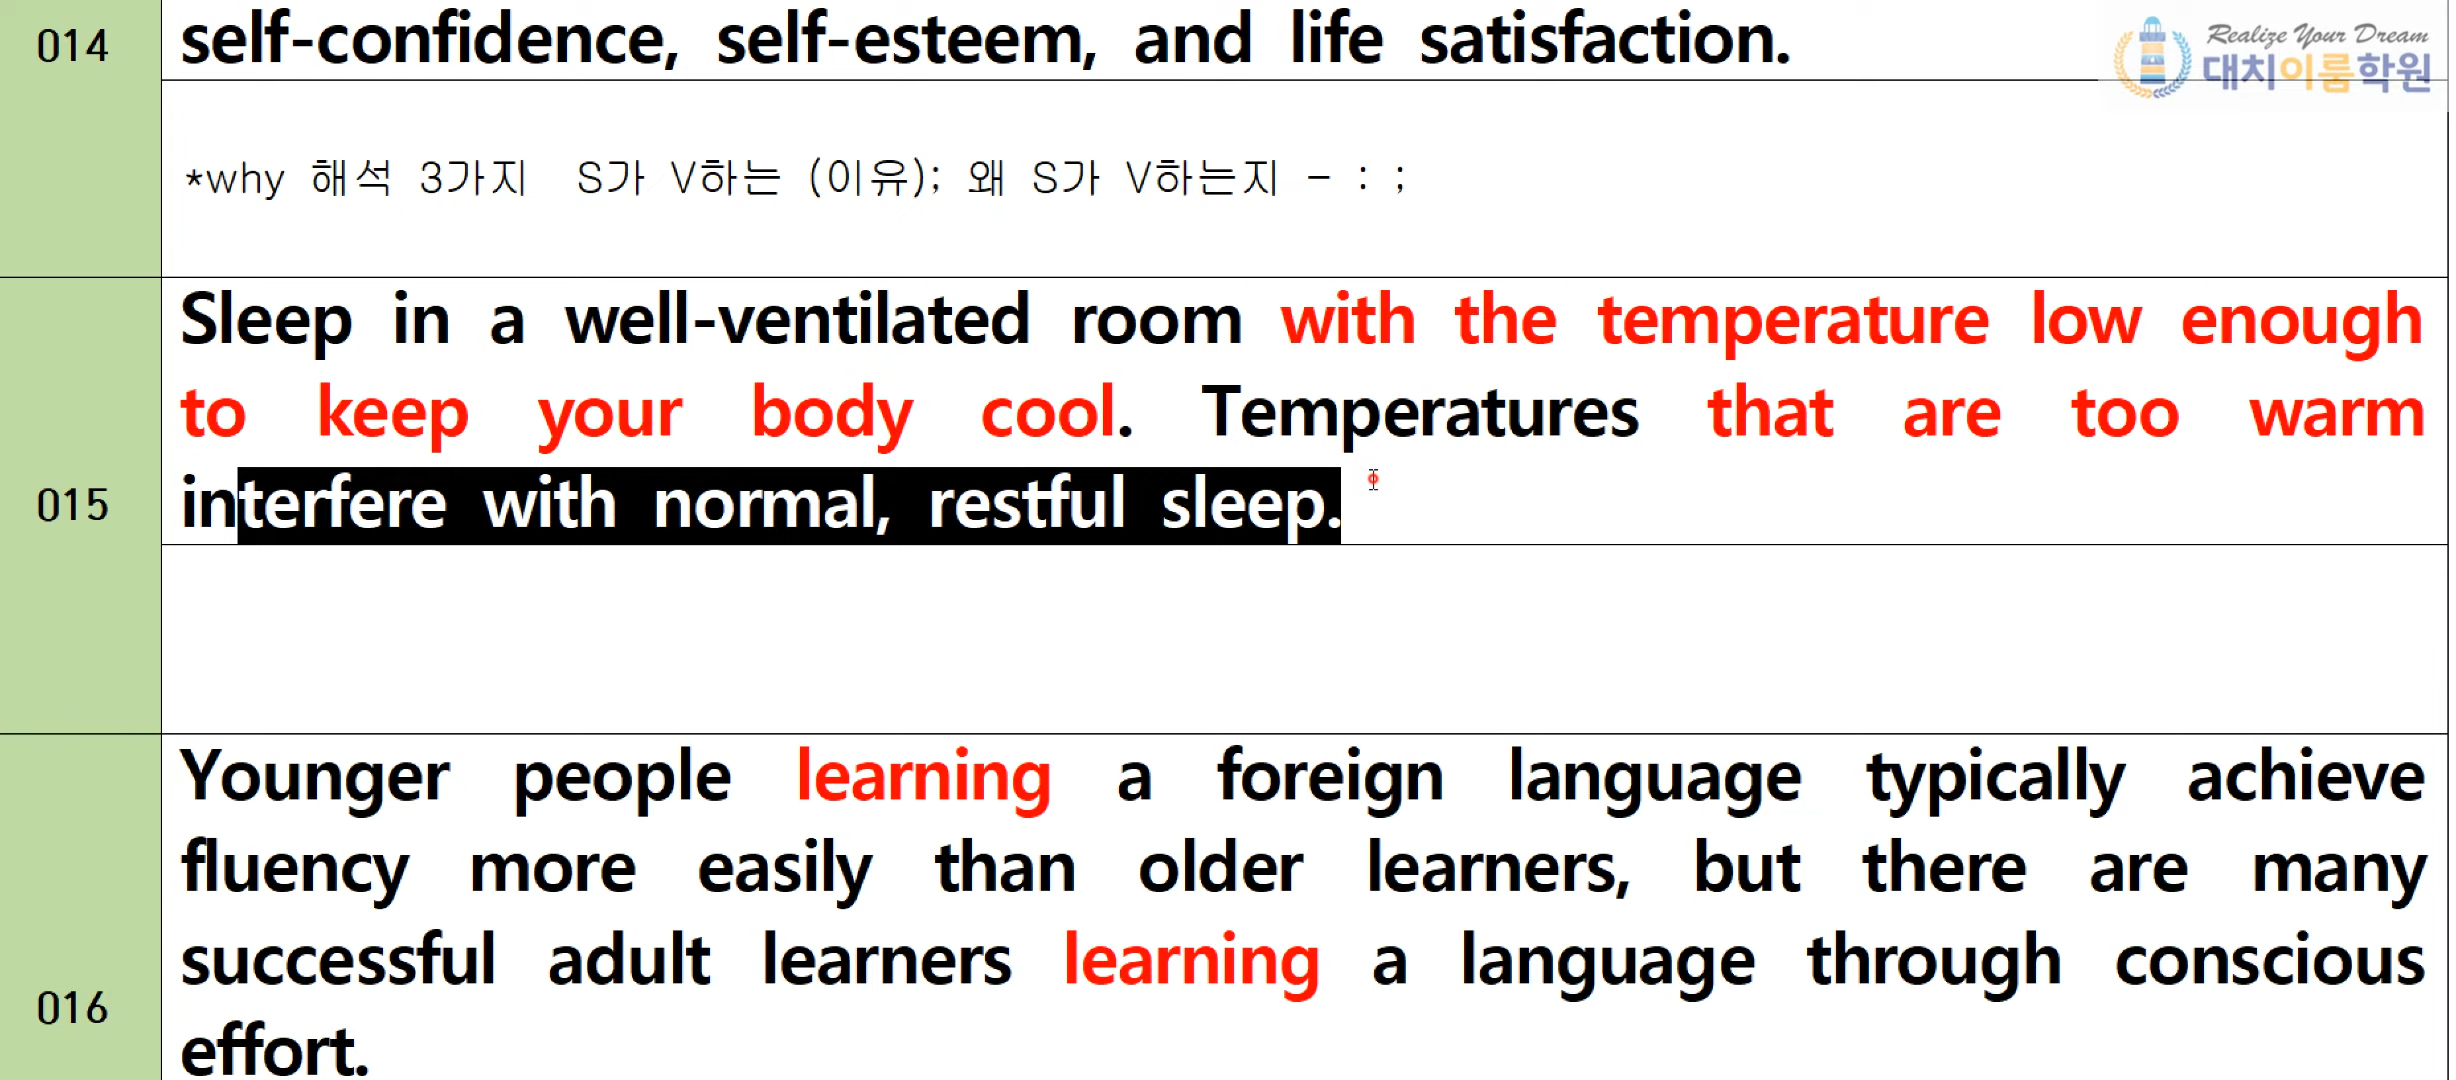 014
self-confidence, self-esteem, and life satisfaction.
Realize Your Dream
대치이룸학원
*why 해석 3가지 S가 V하는 (이유); 왜 S가 V하는지 - : ;
015
Sleep in a well-ventilated room with the temperature low enough
to keep your body cool. Temperatures that are too warm
interfere with normal, restful sleep.
016
Younger people learning a foreign language typically achieve
fluency more easily than older learners, but there are many
successful adult learners learning a language through conscious
effort.